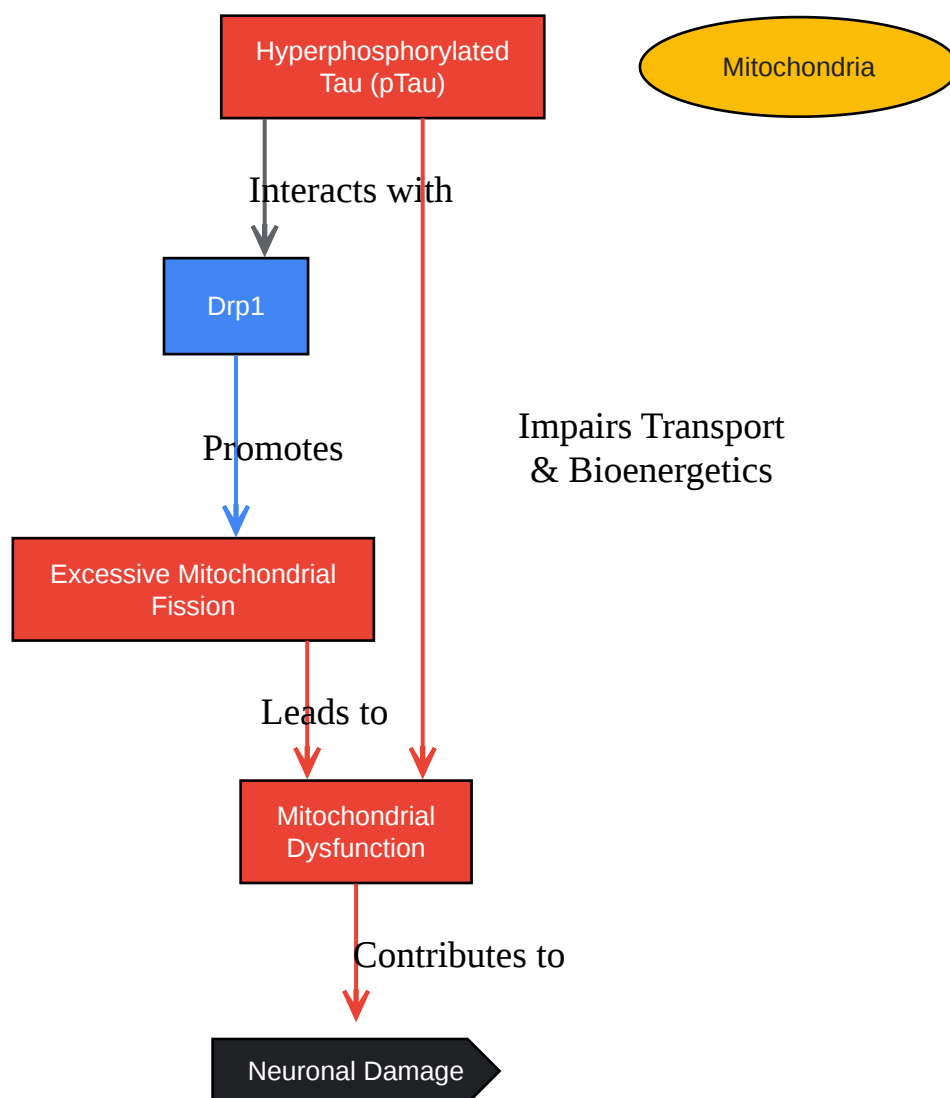 Hyperphosphorylated
Tau (pTau)
Mitochondria
Interacts with
Drp1
Impairs Transport
& Bioenergetics
Promotes
Excessive Mitochondrial
Fission
Leads to
Mitochondrial
Dysfunction
Contributes to
Neuronal Damage